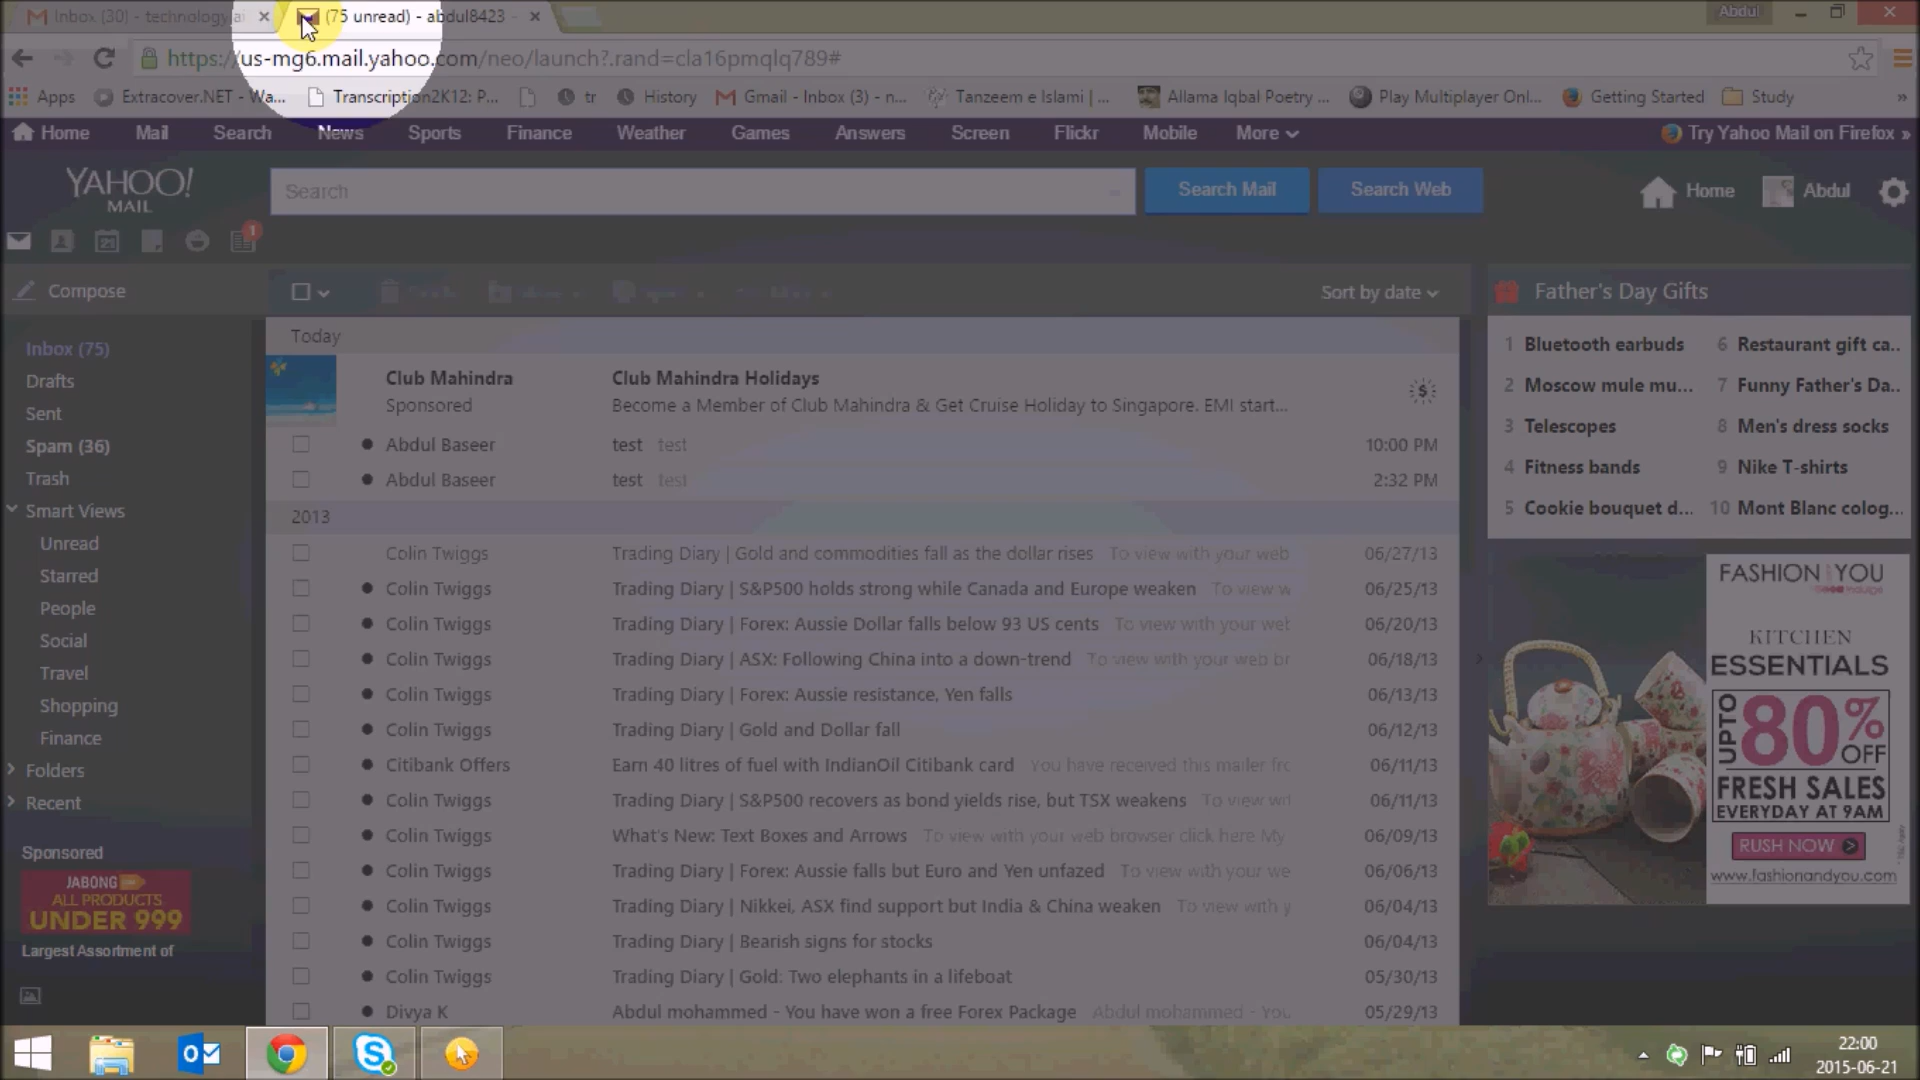 Inbox (30) - technology.ai
(75 unread) - abdul8423 -
Abdul
https://us-mg6.mail.yahoo.com/neo/launch?.rand=cla16pmqlq789#
Apps Extracover.NET - Wa... Transcription2K12: P... tr History Gmail - Inbox (3) - n... Tanzeem e Islami | ... Allama Iqbal Poetry ... Play Multiplayer Onl... Getting Started Study »
Home Mail Search News Sports Finance Weather Games Answers Screen Flickr Mobile More Try Yahoo Mail on Firefox »
YAHOO!
MAIL
Search
Search Mail
Search Web
Home
Abdul
23
1
Compose
Sort by date
Father's Day Gifts
Inbox (75)
Drafts
Sent
Spam (36)
Trash
Smart Views
Unread
Starred
People
Social
Travel
Shopping
Finance
Folders
Recent
Sponsored
JABONG
ALL PRODUCTS
UNDER 999
Largest Assortment of
Today
Club Mahindra Club Mahindra Holidays
Sponsored Become a Member of Club Mahindra & Get Cruise Holiday to Singapore. EMI start...
$
Abdul Baseer test test 10:00 PM
Abdul Baseer test test 2:32 PM
2013
Colin Twiggs Trading Diary | Gold and commodities fall as the dollar rises To view with your web 06/27/13
Colin Twiggs Trading Diary | S&P500 holds strong while Canada and Europe weaken To view w 06/25/13
Colin Twiggs Trading Diary | Forex: Aussie Dollar falls below 93 US cents To view with your web 06/20/13
Colin Twiggs Trading Diary | ASX: Following China into a down-trend To view with your web br 06/18/13
Colin Twiggs Trading Diary | Forex: Aussie resistance, Yen falls 06/13/13
Colin Twiggs Trading Diary | Gold and Dollar fall 06/12/13
Citibank Offers Earn 40 litres of fuel with IndianOil Citibank card You have received this mailer frc 06/11/13
Colin Twiggs Trading Diary | S&P500 recovers as bond yields rise, but TSX weakens To view wit 06/11/13
Colin Twiggs What's New: Text Boxes and Arrows To view with your web browser click here My 06/09/13
Colin Twiggs Trading Diary | Forex: Aussie falls but Euro and Yen unfazed To view with your we 06/06/13
Colin Twiggs Trading Diary | Nikkei, ASX find support but India & China weaken To view with y 06/04/13
Colin Twiggs Trading Diary | Bearish signs for stocks 06/04/13
Colin Twiggs Trading Diary | Gold: Two elephants in a lifeboat 05/30/13
Divya K Abdul mohammed - You have won a free Forex Package Abdul mohammed - You 05/29/13
1 Bluetooth earbuds 6 Restaurant gift ca..
2 Moscow mule mu... 7 Funny Father's Da..
3 Telescopes 8 Men's dress socks
4 Fitness bands 9 Nike T-shirts
5 Cookie bouquet d... 10 Mont Blanc colog...
FASHION AND YOU
indulge
KITCHEN
ESSENTIALS
UPTO 80% OFF
FRESH SALES
EVERYDAY AT 9AM
RUSH NOW
www.fashionandyou.com
22:00
2015-06-21